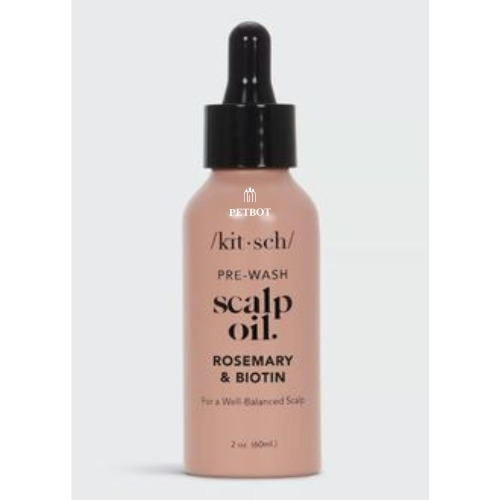 PETBOT
/kit•sch/
PRE-WASH
scalp
oil.
ROSEMARY
& BIOTIN
For a Well-Balanced Scalp
2 oz. (60mL)